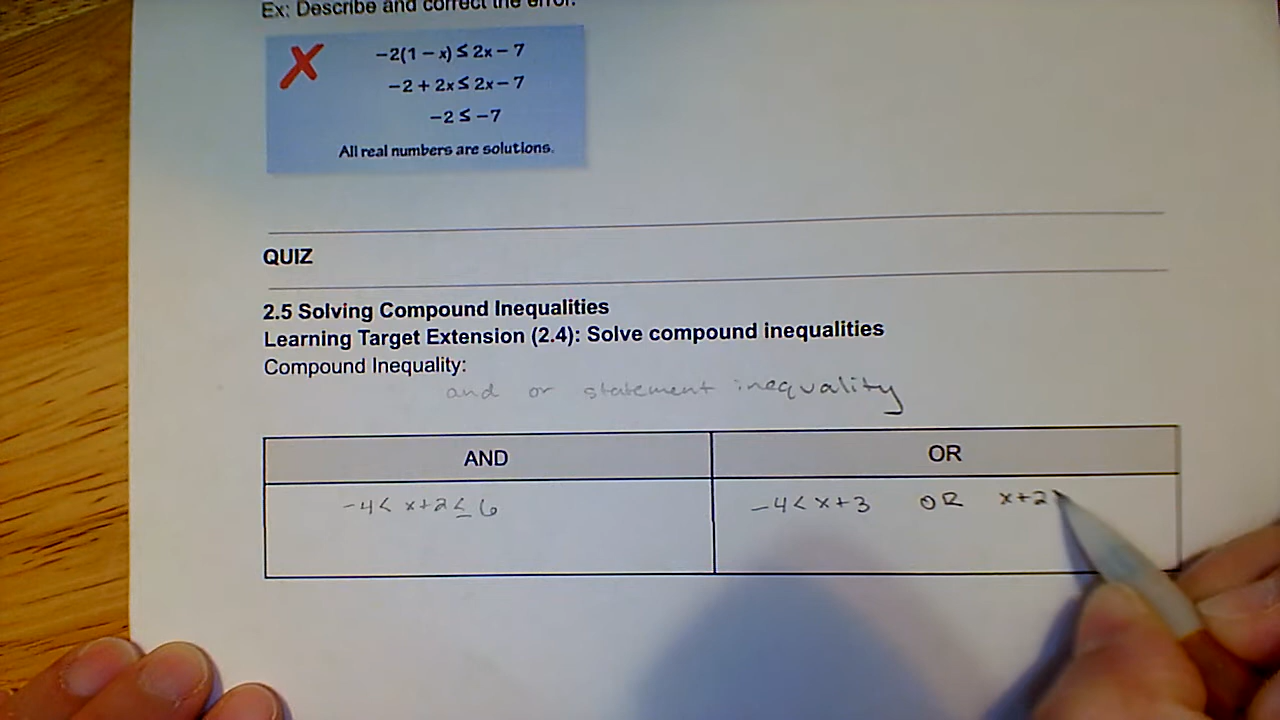 Ex: Describe and correct the error.
X
−2(1 − x) ≤ 2x − 7
−2 + 2x ≤ 2x − 7
−2 ≤ −7
All real numbers are solutions.
QUIZ
2.5 Solving Compound Inequalities
Learning Target Extension (2.4): Solve compound inequalities
Compound Inequality:
and or statement inequality
AND
OR
-4 < x+2 ≤ 6
-4 < x+3 OR x+2